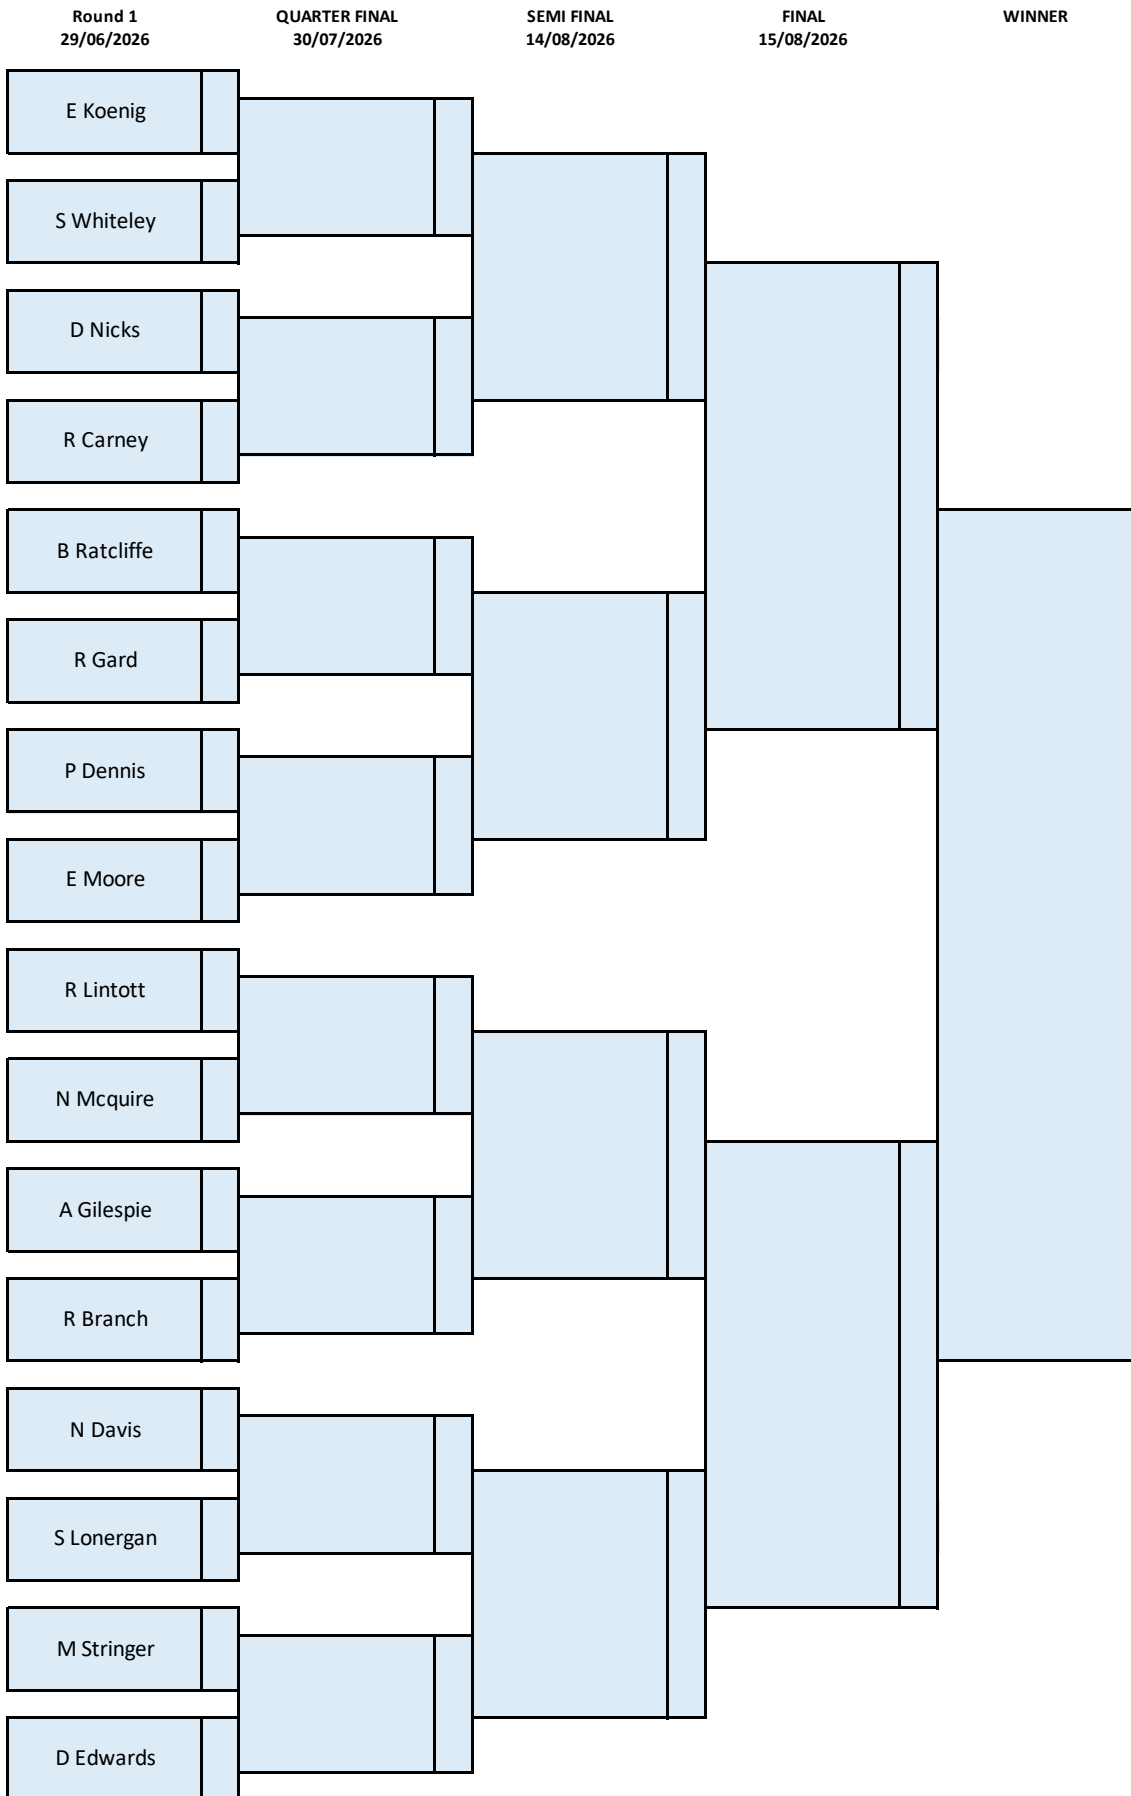 Round 1
29/06/2026
QUARTER FINAL
30/07/2026
SEMI FINAL
14/08/2026
FINAL
15/08/2026
WINNER
E Koenig
S Whiteley
D Nicks
R Carney
B Ratcliffe
R Gard
P Dennis
E Moore
R Lintott
N Mcquire
A Gilespie
R Branch
N Davis
S Lonergan
M Stringer
D Edwards